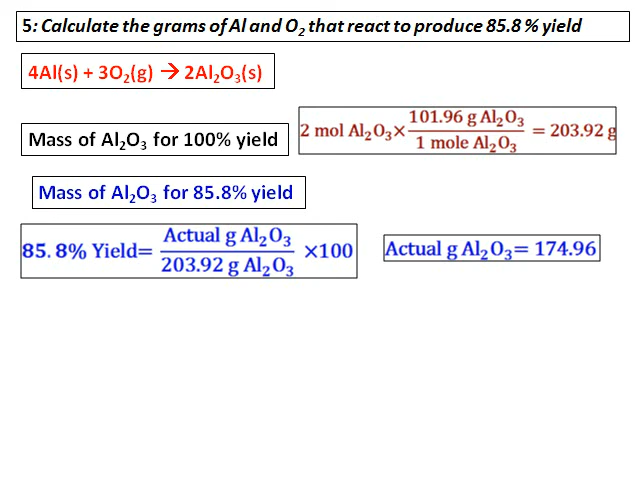 5: Calculate the grams of Al and O₂ that react to produce 85.8 % yield
4Al(s) + 3O₂(g) → 2Al₂O₃(s)
Mass of Al₂O₃ for 100% yield
2 mol Al₂O₃× 101.96 g Al₂O₃ / 1 mole Al₂O₃ = 203.92 g
Mass of Al₂O₃ for 85.8% yield
85.8% Yield= Actual g Al₂O₃ / 203.92 g Al₂O₃ ×100
Actual g Al₂O₃= 174.96